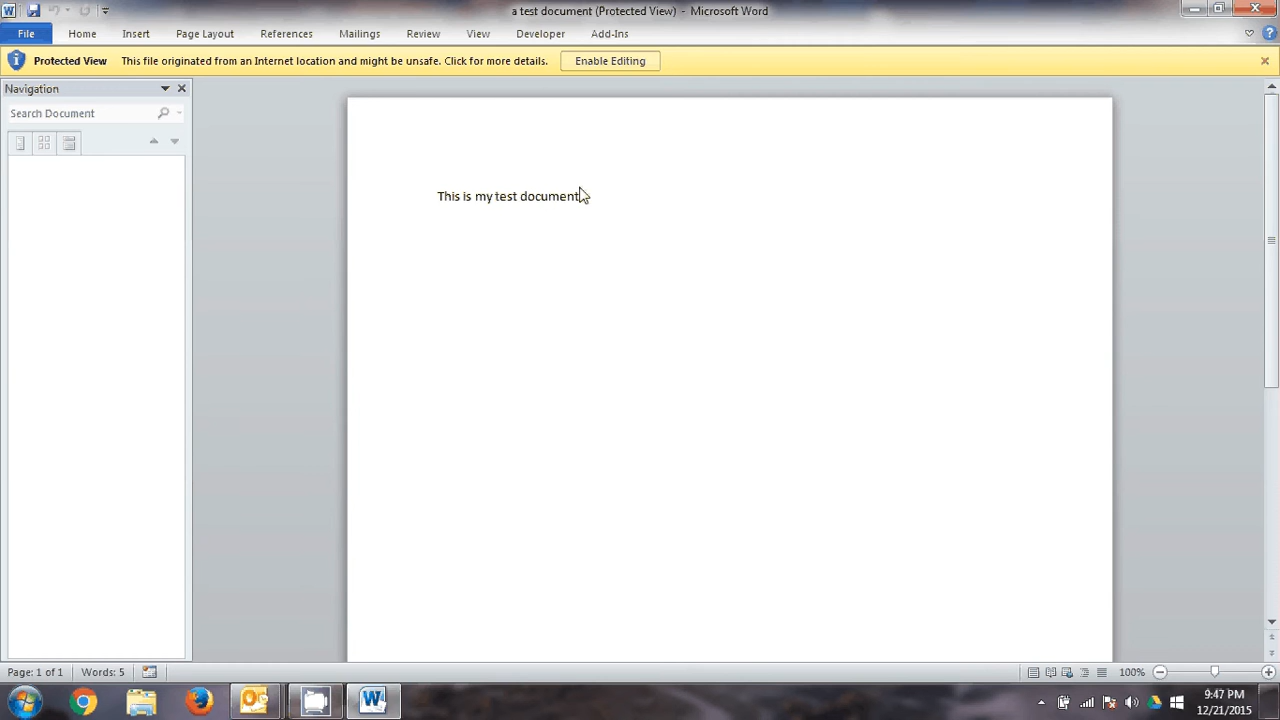 a test document (Protected View) - Microsoft Word
File Home Insert Page Layout References Mailings Review View Developer Add-Ins
Protected View This file originated from an Internet location and might be unsafe. Click for more details. Enable Editing
Navigation
Search Document
This is my test document
Page: 1 of 1 Words: 5 100%
9:47 PM
12/21/2015